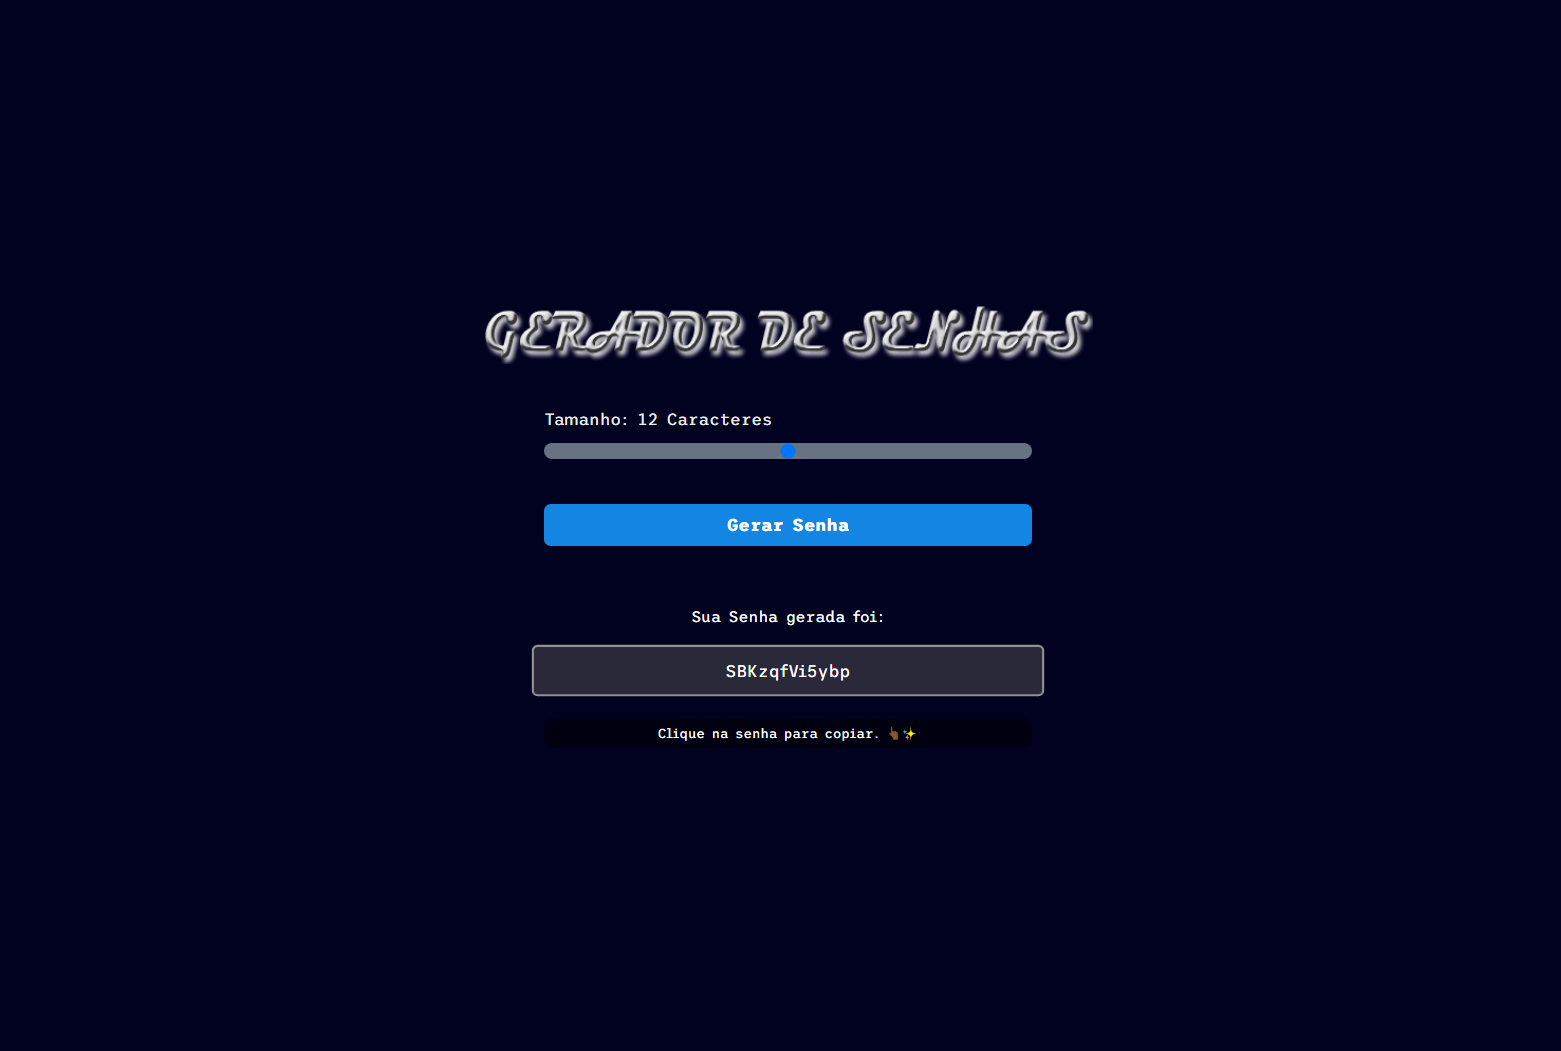 GERADOR DE SENHAS
Tamanho: 12 Caracteres
Gerar Senha
Sua Senha gerada foi:
SBKzqfVi5ybp
Clique na senha para copiar. 👆🏾✨